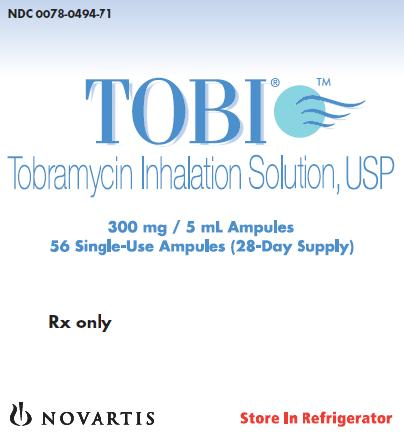 NDC 0078-0494-71
TOBI® ™
Tobramycin Inhalation Solution, USP
300 mg / 5 mL Ampules
56 Single-Use Ampules (28-Day Supply)
Rx only
NOVARTIS
Store In Refrigerator